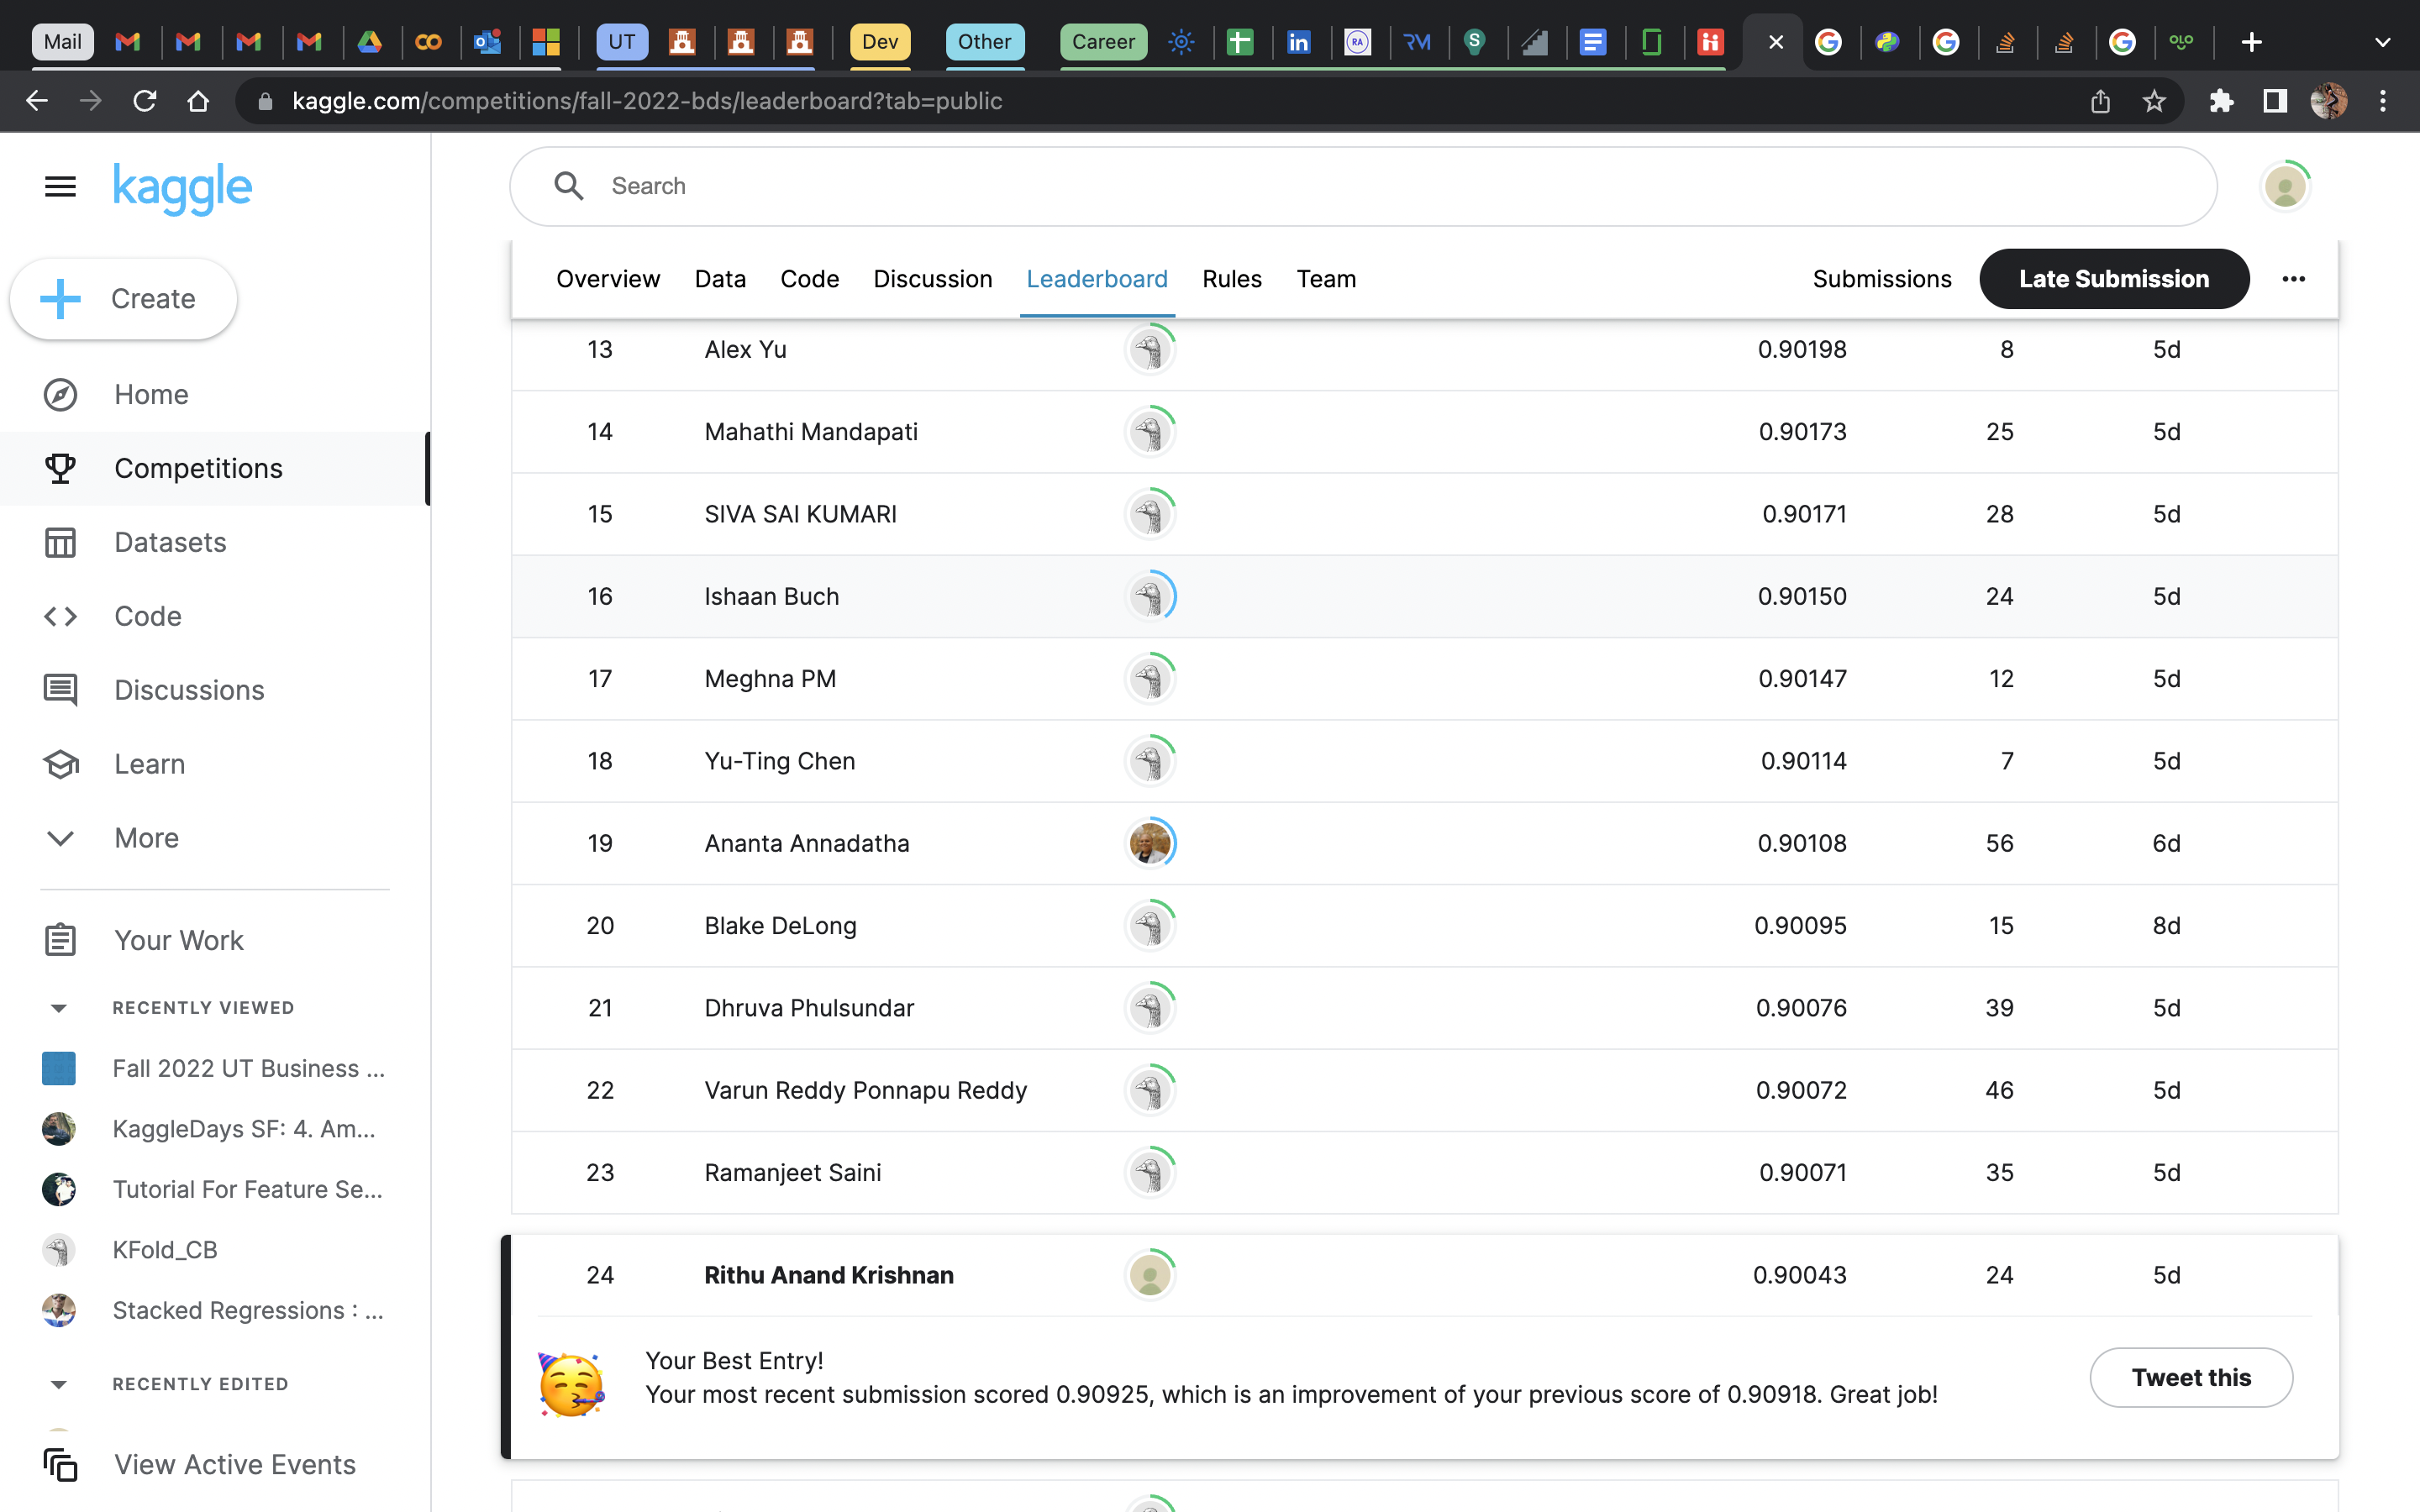 Mail
UT
Dev
Other
Career
kaggle.com/competitions/fall-2022-bds/leaderboard?tab=public
kaggle
Search
Create
Home
Competitions
Datasets
Code
Discussions
Learn
More
Your Work
RECENTLY VIEWED
Fall 2022 UT Business ...
KaggleDays SF: 4. Am...
Tutorial For Feature Se...
KFold_CB
Stacked Regressions : ...
RECENTLY EDITED
View Active Events
Overview Data Code Discussion Leaderboard Rules Team Submissions Late Submission ...
13 Alex Yu 0.90198 8 5d
14 Mahathi Mandapati 0.90173 25 5d
15 SIVA SAI KUMARI 0.90171 28 5d
16 Ishaan Buch 0.90150 24 5d
17 Meghna PM 0.90147 12 5d
18 Yu-Ting Chen 0.90114 7 5d
19 Ananta Annadatha 0.90108 56 6d
20 Blake DeLong 0.90095 15 8d
21 Dhruva Phulsundar 0.90076 39 5d
22 Varun Reddy Ponnapu Reddy 0.90072 46 5d
23 Ramanjeet Saini 0.90071 35 5d
24 Rithu Anand Krishnan 0.90043 24 5d
Your Best Entry!
Your most recent submission scored 0.90925, which is an improvement of your previous score of 0.90918. Great job!
Tweet this